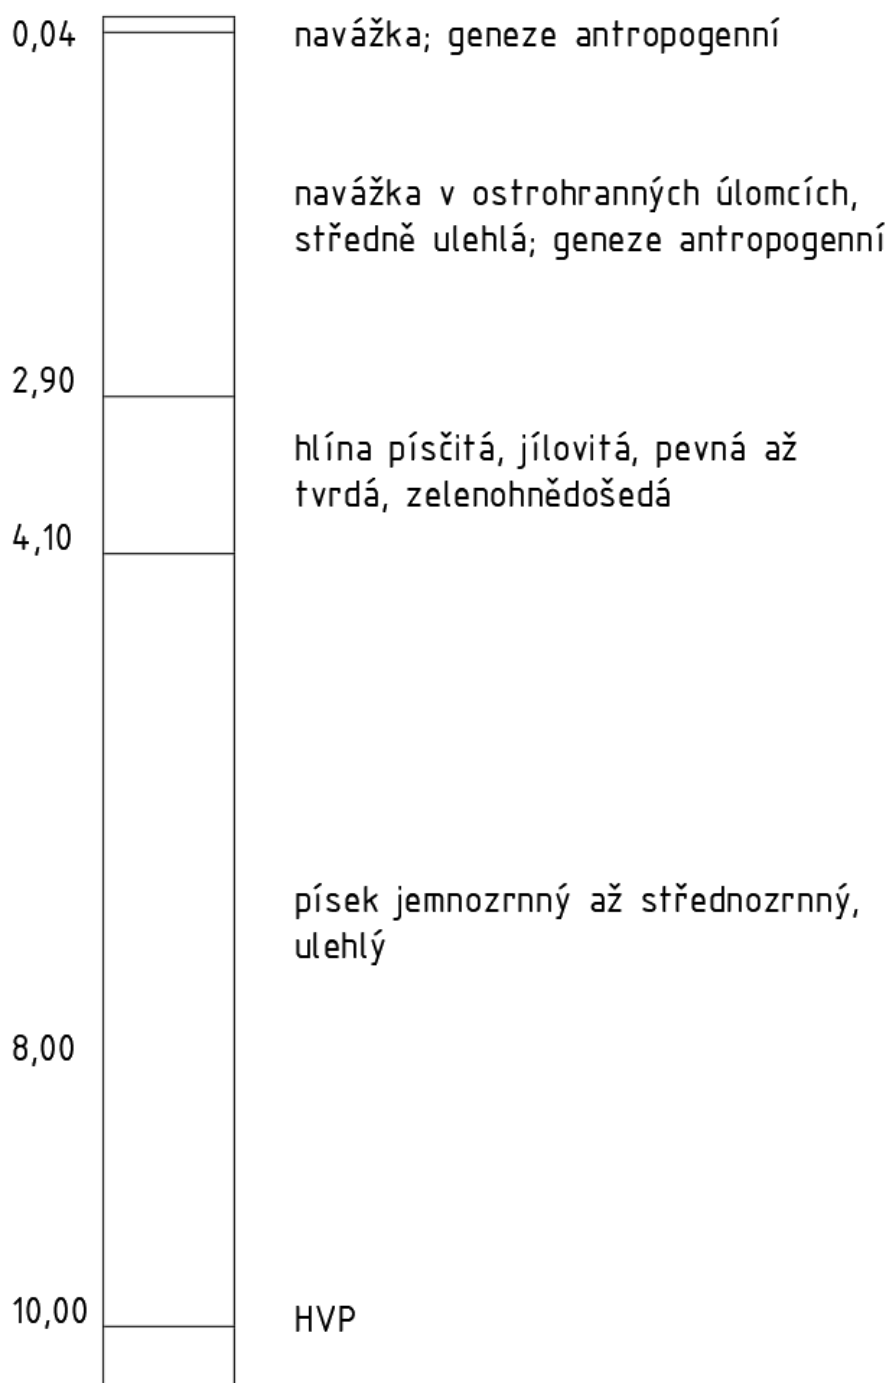 0,04 navážka; geneze antropogenní
navážka v ostrohranných úlomcích,
středně ulehlá; geneze antropogenní
2,90
hlína písčitá, jílovitá, pevná až
tvrdá, zelenohnědošedá
4,10
písek jemnozrnný až střednozrnný,
ulehlý
8,00
10,00 HVP